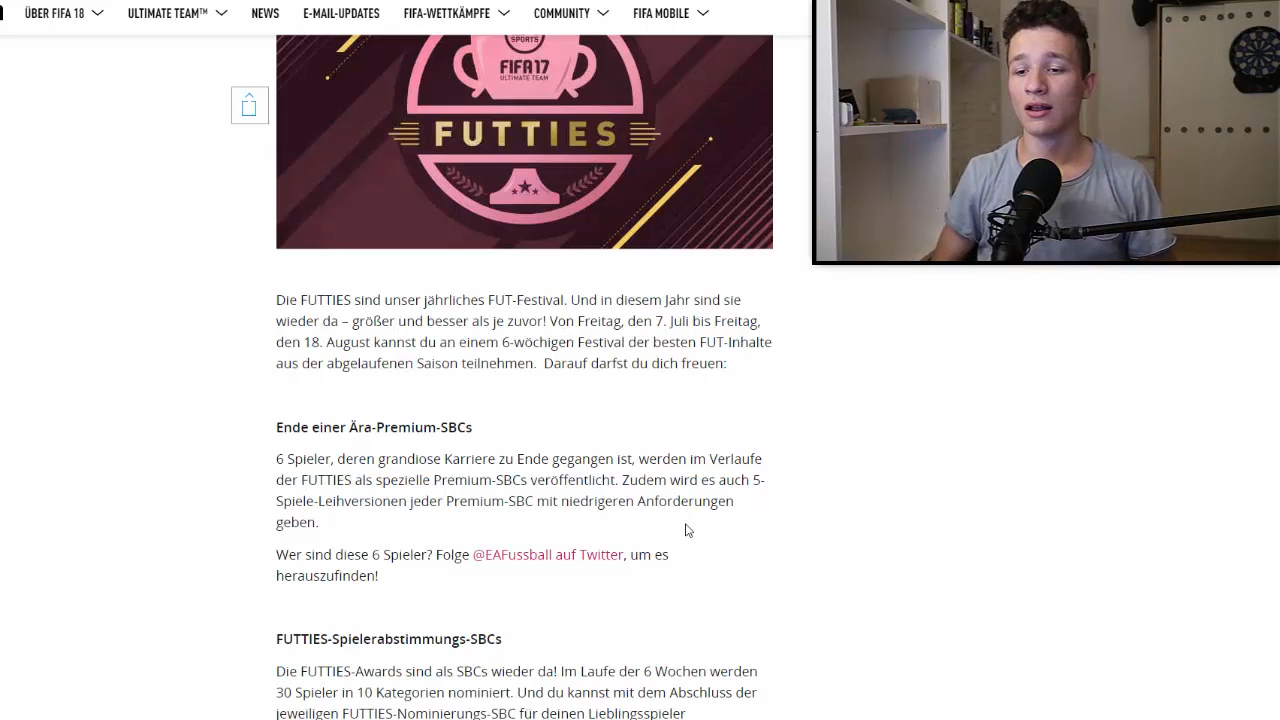 ÜBER FIFA 18 ULTIMATE TEAM™ NEWS E-MAIL-UPDATES FIFA-WETTKÄMPFE COMMUNITY FIFA MOBILE
SPORTS
FIFA17
ULTIMATE TEAM
FUTTIES
Die FUTTIES sind unser jährliches FUT-Festival. Und in diesem Jahr sind sie
wieder da – größer und besser als je zuvor! Von Freitag, den 7. Juli bis Freitag,
den 18. August kannst du an einem 6-wöchigen Festival der besten FUT-Inhalte
aus der abgelaufenen Saison teilnehmen. Darauf darfst du dich freuen:
Ende einer Ära-Premium-SBCs
6 Spieler, deren grandiose Karriere zu Ende gegangen ist, werden im Verlaufe
der FUTTIES als spezielle Premium-SBCs veröffentlicht. Zudem wird es auch 5-
Spiele-Leihversionen jeder Premium-SBC mit niedrigeren Anforderungen
geben.
Wer sind diese 6 Spieler? Folge @EAFussball auf Twitter, um es
herauszufinden!
FUTTIES-Spielerabstimmungs-SBCs
Die FUTTIES-Awards sind als SBCs wieder da! Im Laufe der 6 Wochen werden
30 Spieler in 10 Kategorien nominiert. Und du kannst mit dem Abschluss der
jeweiligen FUTTIES-Nominierungs-SBC für deinen Lieblingsspieler